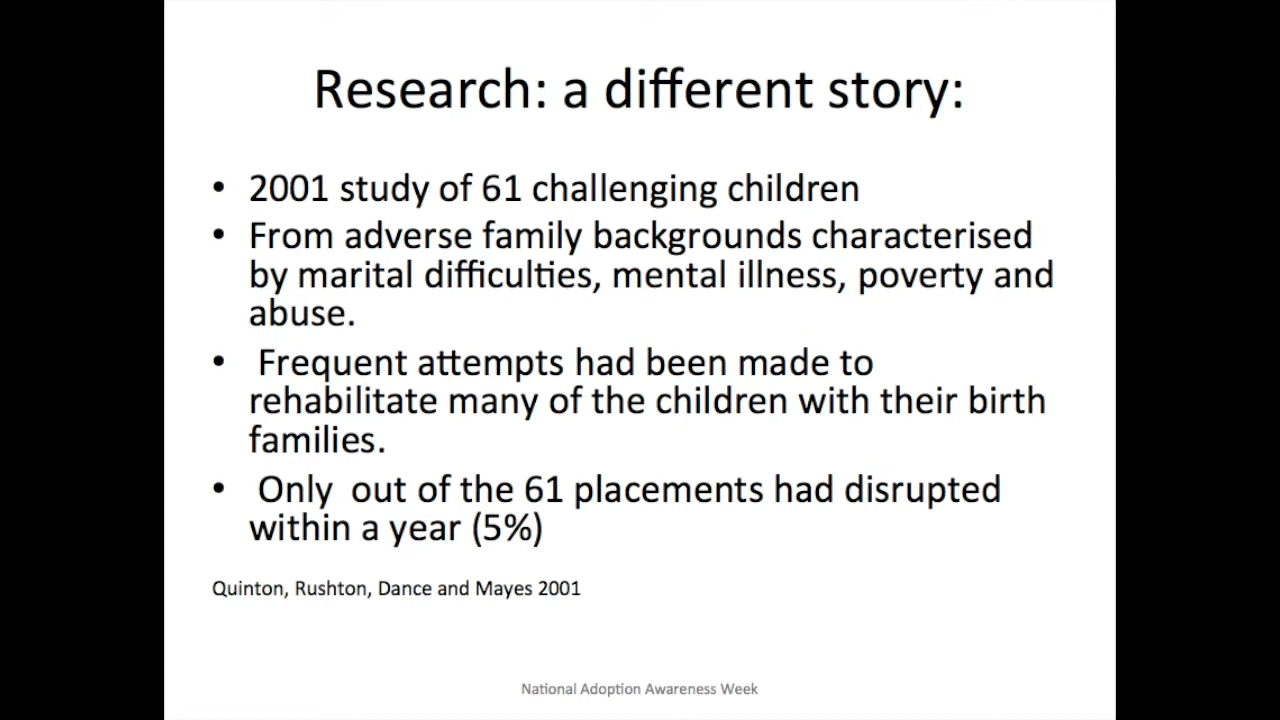 Research: a different story:
• 2001 study of 61 challenging children
• From adverse family backgrounds characterised
by marital difficulties, mental illness, poverty and
abuse.
• Frequent attempts had been made to
rehabilitate many of the children with their birth
families.
• Only out of the 61 placements had disrupted
within a year (5%)
Quinton, Rushton, Dance and Mayes 2001
National Adoption Awareness Week